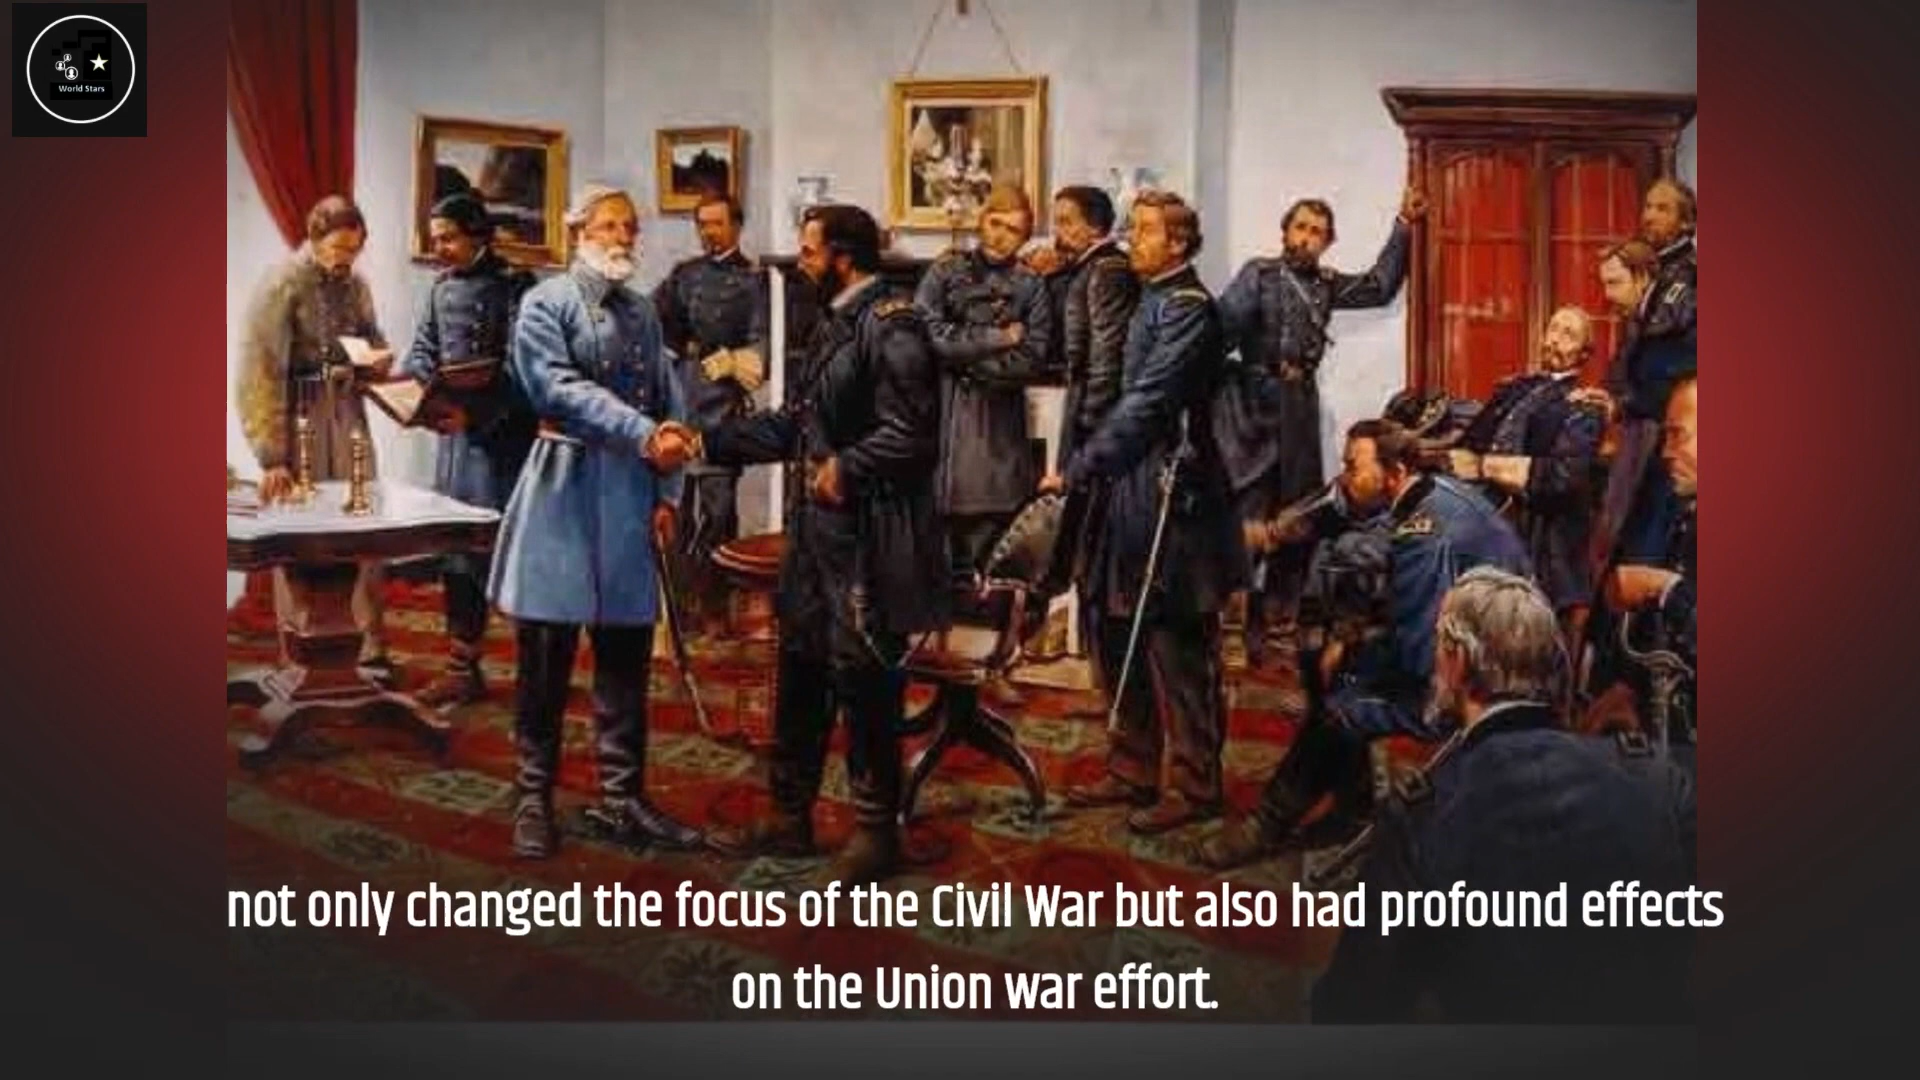 World Stars
not only changed the focus of the Civil War but also had profound effects
on the Union war effort.